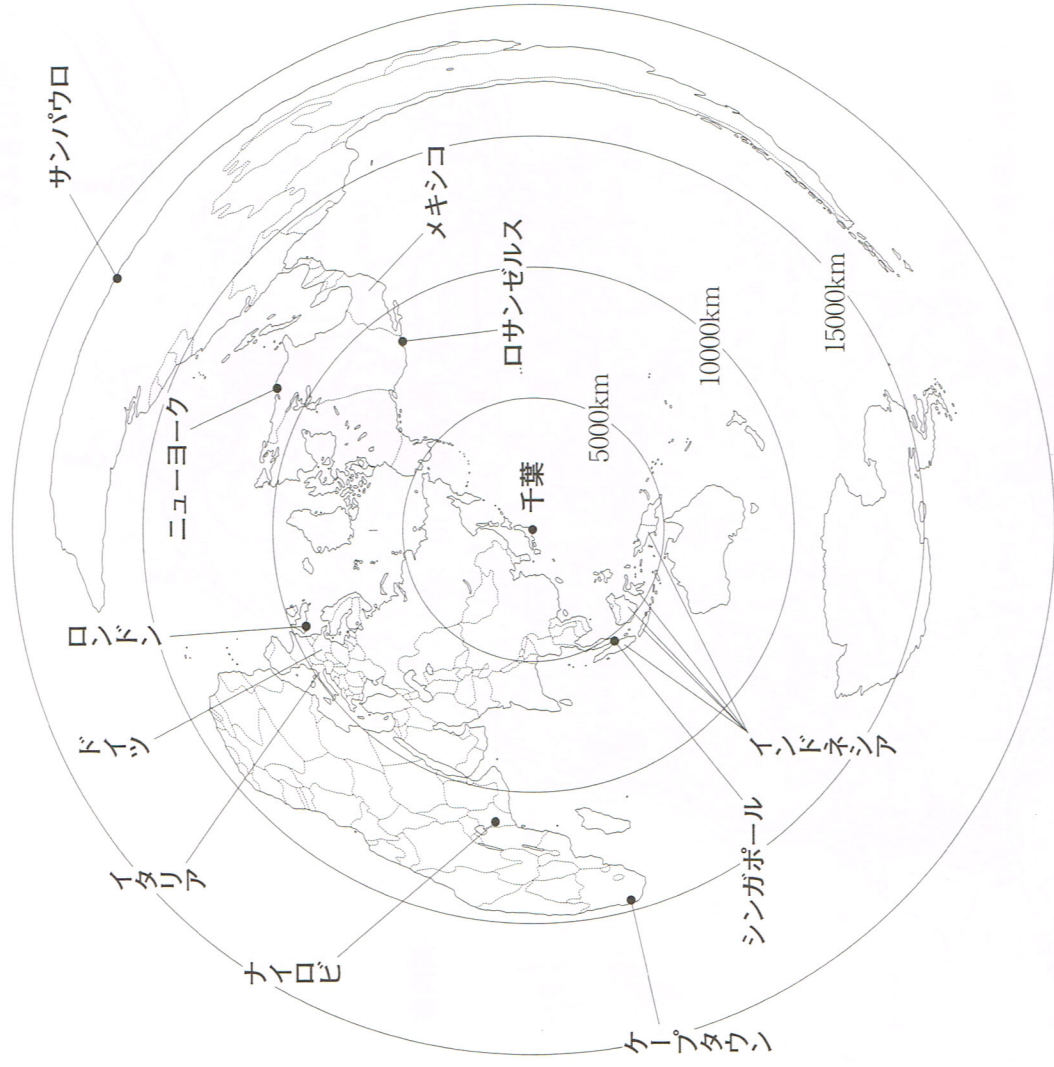 サンパウロ
メキシコ
ロサンゼルス
ニューヨーク
千葉
5000km
10000km
15000km
ロンドン
ドイツ
イタリア
ナイロビ
ケープタウン
シンガポール
インドネシア